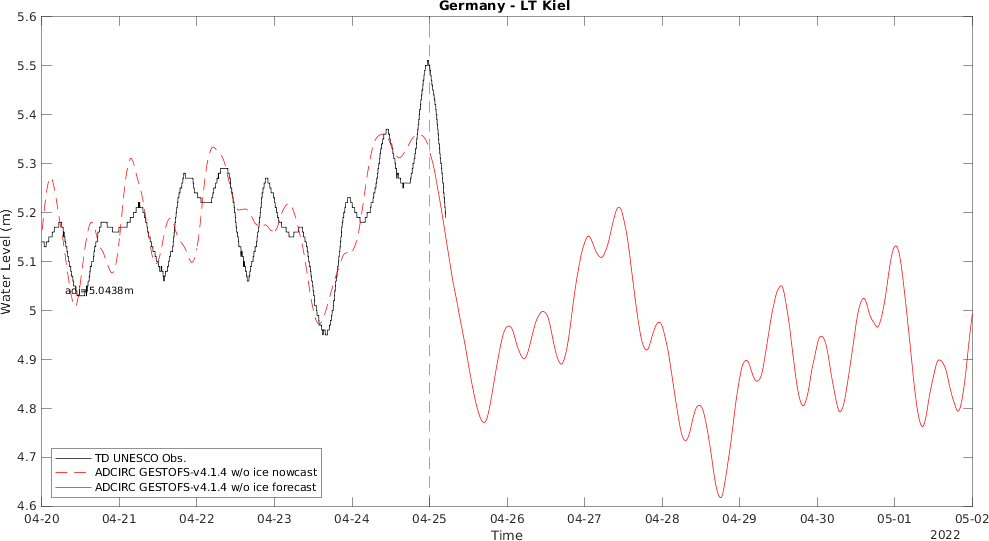 Germany - LT Kiel
5.6
5.5
5.4
5.3
5.2
5.1
5
4.9
4.8
4.7
4.6
Water Level (m)
adj=5.0438m
TD UNESCO Obs.
ADCIRC GESTOFS-v4.1.4 w/o ice nowcast
ADCIRC GESTOFS-v4.1.4 w/o ice forecast
04-20 04-21 04-22 04-23 04-24 04-25 04-26 04-27 04-28 04-29 04-30 05-01 05-02
Time
2022